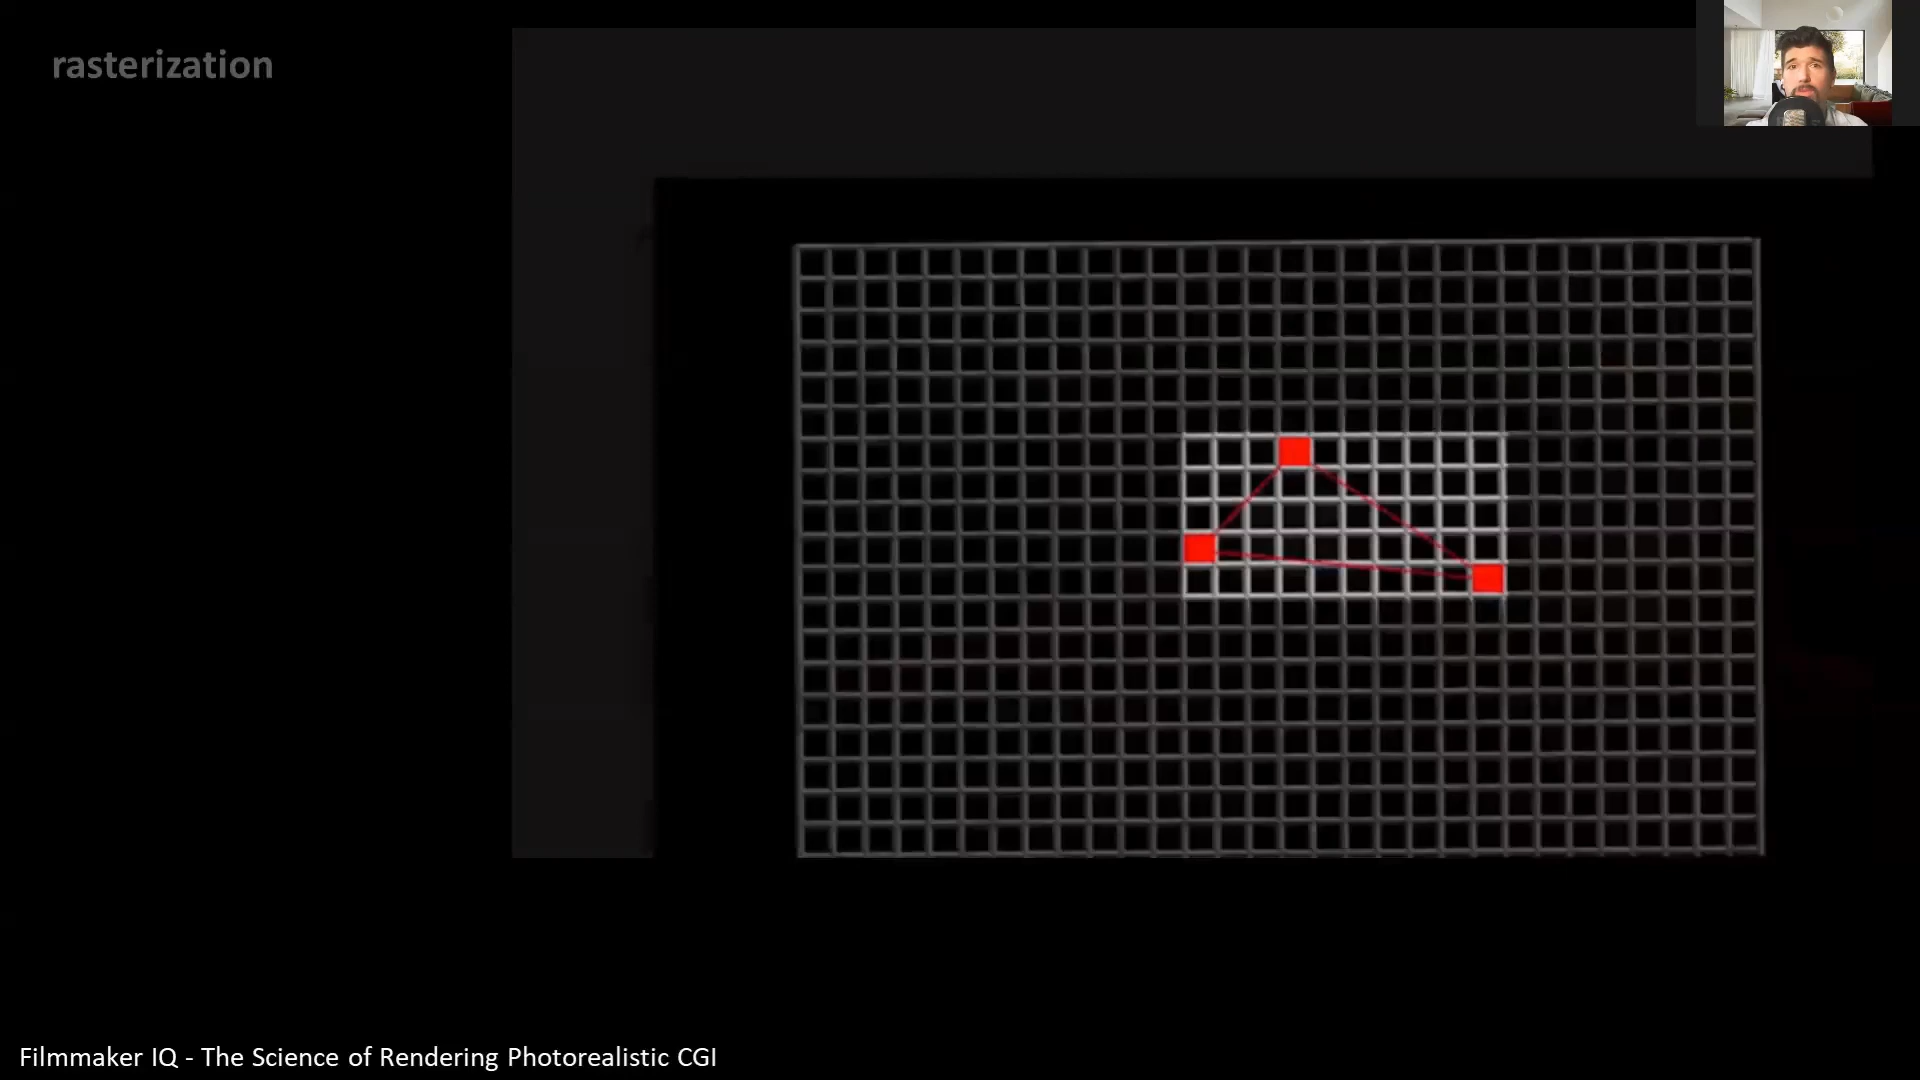 rasterization
Filmmaker IQ - The Science of Rendering Photorealistic CGI